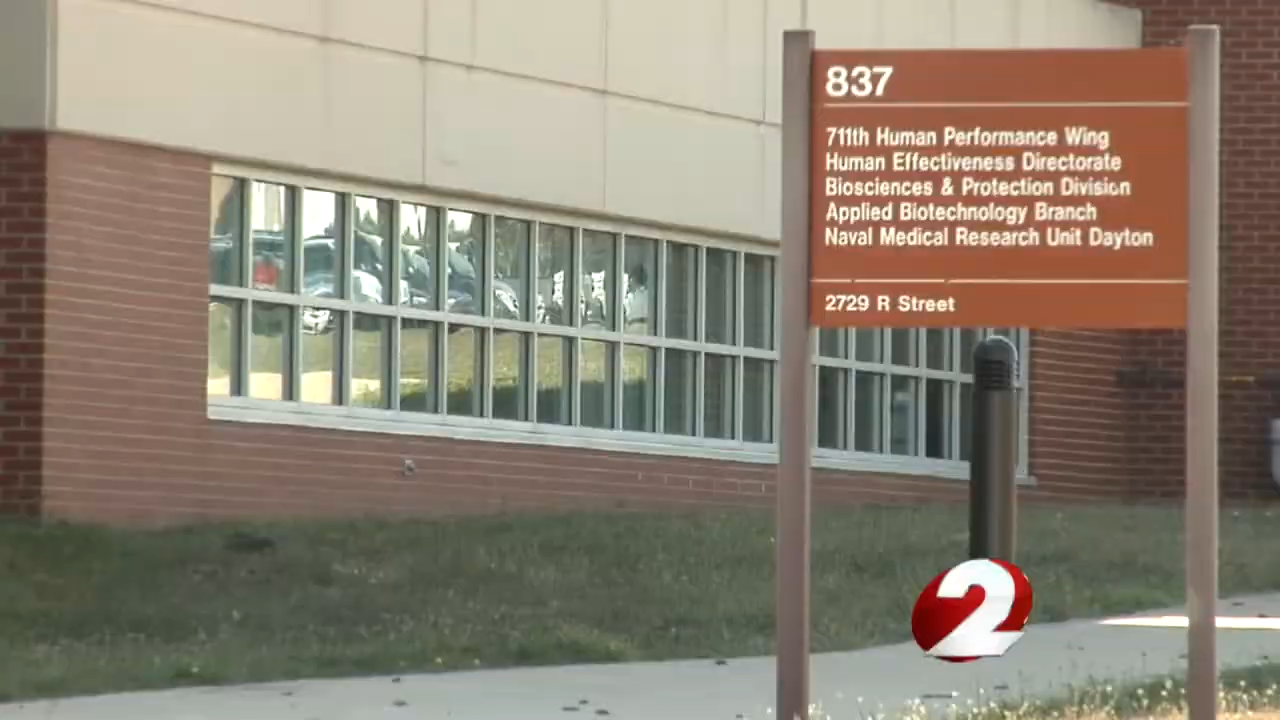 837
711th Human Performance Wing
Human Effectiveness Directorate
Biosciences & Protection Division
Applied Biotechnology Branch
Naval Medical Research Unit Dayton
2729 R Street
2